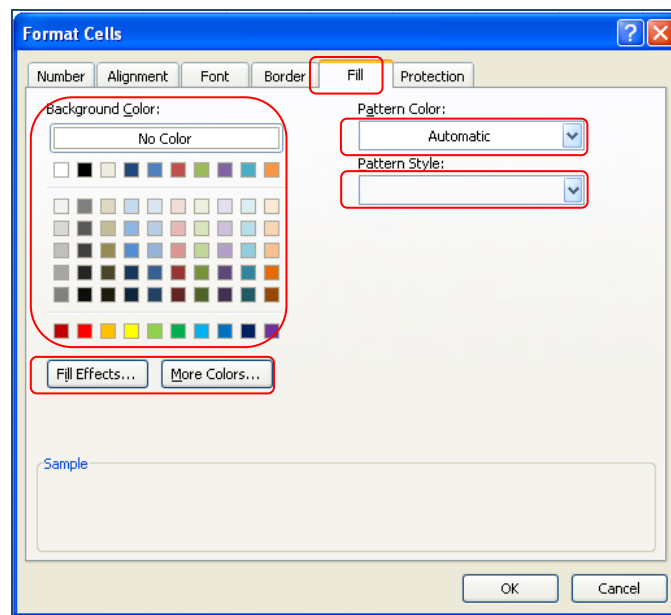 Format Cells
Number Alignment Font Border Fill Protection
Background Color:
No Color
Pattern Color:
Automatic
Pattern Style:
Fill Effects... More Colors...
Sample
OK Cancel